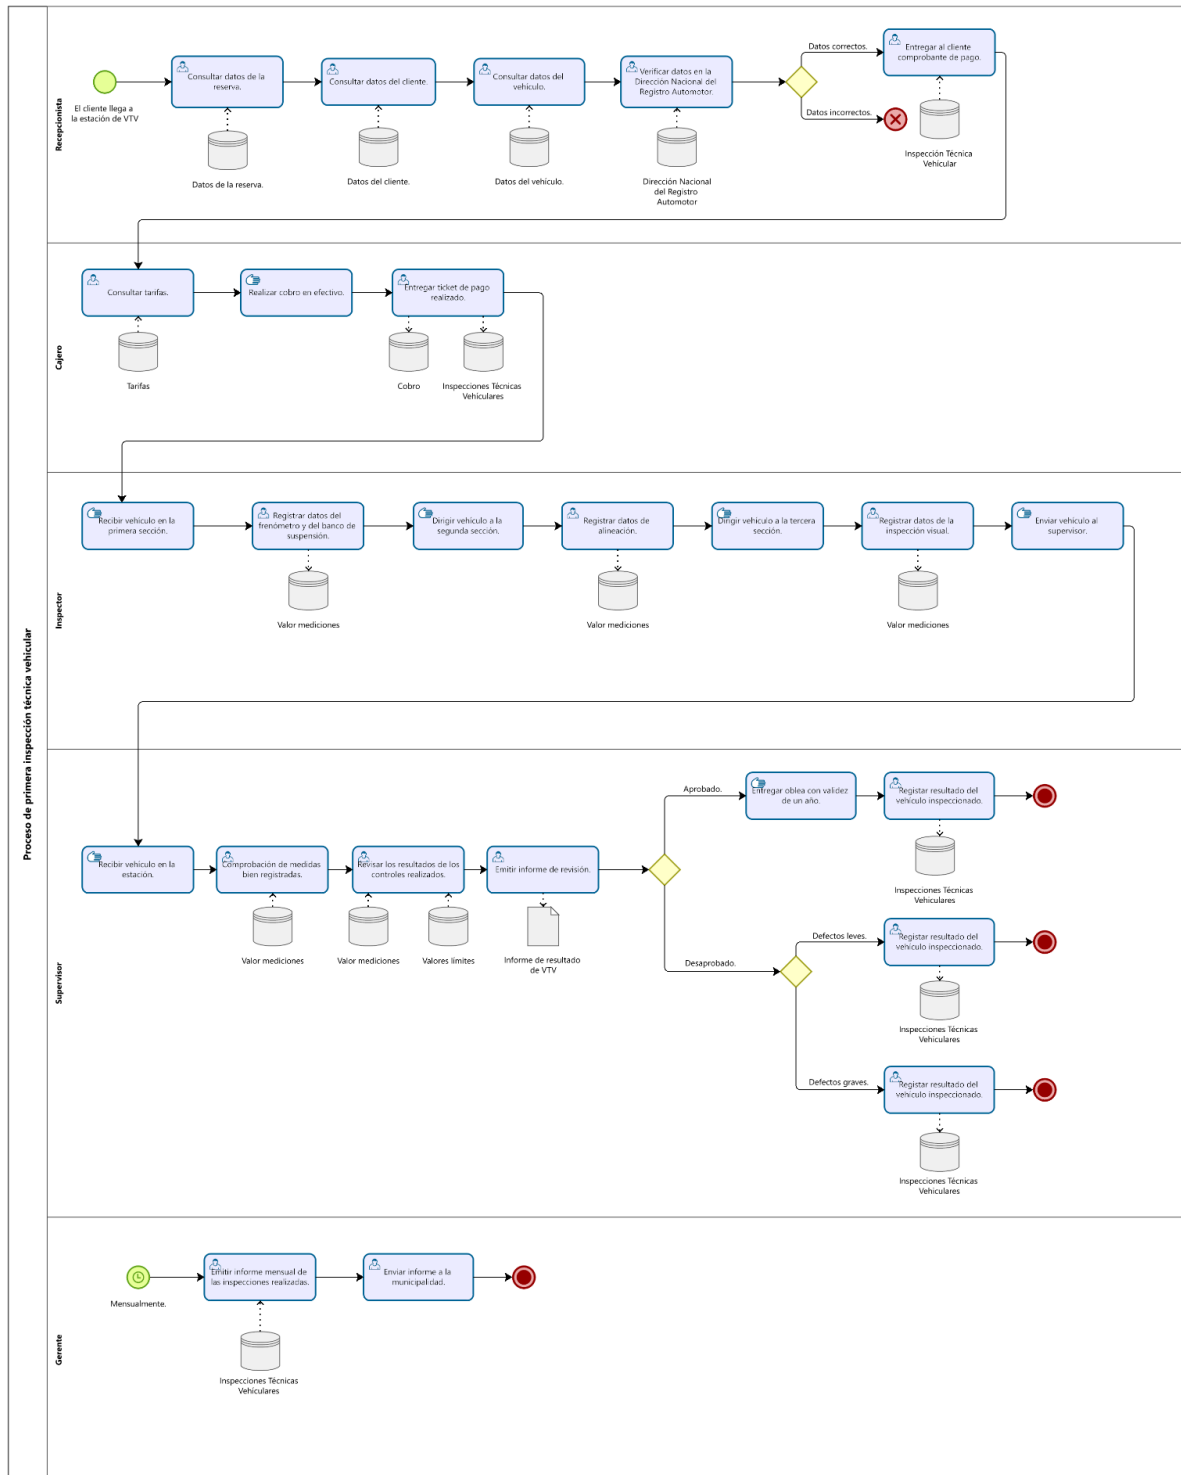 Proceso de primera inspección técnica vehicular
Recepcionista
El cliente llega a
la estación de VTV
Consultar datos de la
reserva.
Datos de la reserva.
Consultar datos del cliente.
Datos del cliente.
Consultar datos del
vehículo.
Datos del vehículo.
Verificar datos en la
Dirección Nacional del
Registro Automotor.
Dirección Nacional
del Registro
Automotor
Datos correctos.
Datos incorrectos.
Entregar al cliente
comprobante de pago.
Inspección Técnica
Vehícular
Cajero
Consultar tarifas.
Tarifas
Realizar cobro en efectivo.
Entregar ticket de pago
realizado.
Cobro
Inspecciones Técnicas
Vehículares
Inspector
Recibir vehículo en la
primera sección.
Registrar datos del
frenómetro y del banco de
suspensión.
Valor mediciones
Dirigir vehículo a la
segunda sección.
Registrar datos de
alineación.
Valor mediciones
Dirigir vehículo a la tercera
sección.
Registrar datos de la
inspección visual.
Valor mediciones
Enviar vehículo al
supervisor.
Supervisor
Recibir vehículo en la
estación.
Comprobación de medidas
bien registradas.
Valor mediciones
Revisar los resultados de los
controles realizados.
Valor mediciones
Valores límites
Emitir informe de revisión.
Informe de resultado
de VTV
Aprobado.
Entregar oblea con validez
de un año.
Registar resultado del
vehículo inspeccionado.
Inspecciones Técnicas
Vehiculares
Desaprobado.
Defectos leves.
Registar resultado del
vehículo inspeccionado.
Inspecciones Técnicas
Vehiculares
Defectos graves.
Registar resultado del
vehículo inspeccionado.
Inspecciones Técnicas
Vehiculares
Gerente
Mensualmente.
Emitir informe mensual de
las inspecciones realizadas.
Inspecciones Técnicas
Vehículares
Enviar informe a la
municipalidad.